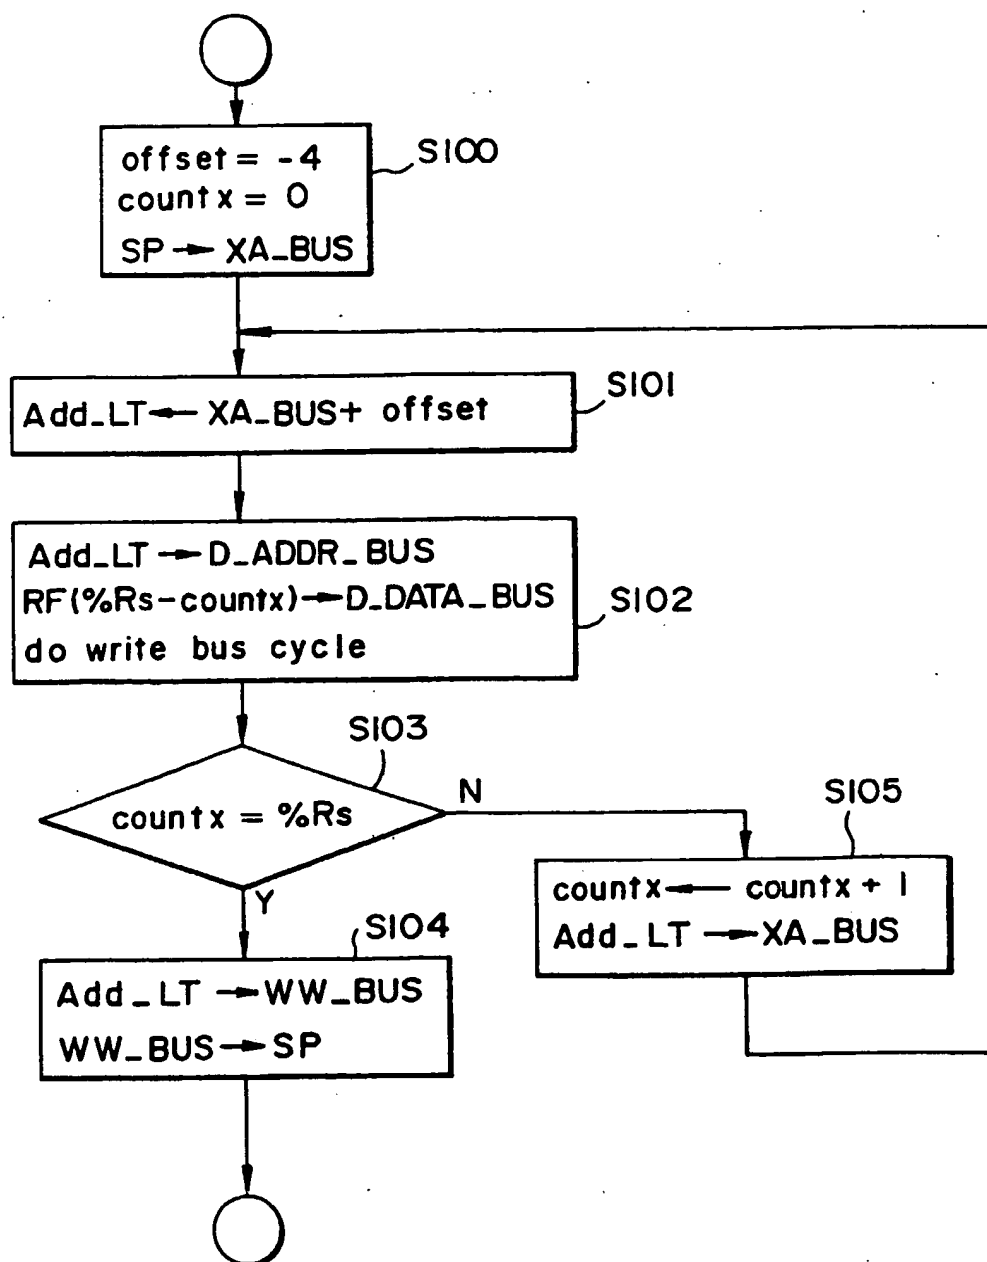 offset = -4
countx = 0
SP → XA_BUS
S100
Add_LT ← XA_BUS + offset
S101
Add_LT → D_ADDR_BUS
RF(%Rs-countx) → D_DATA_BUS
do write bus cycle
S102
S103
countx = %Rs
N
Y
S105
countx ← countx + 1
Add_LT → XA_BUS
S104
Add_LT → WW_BUS
WW_BUS → SP